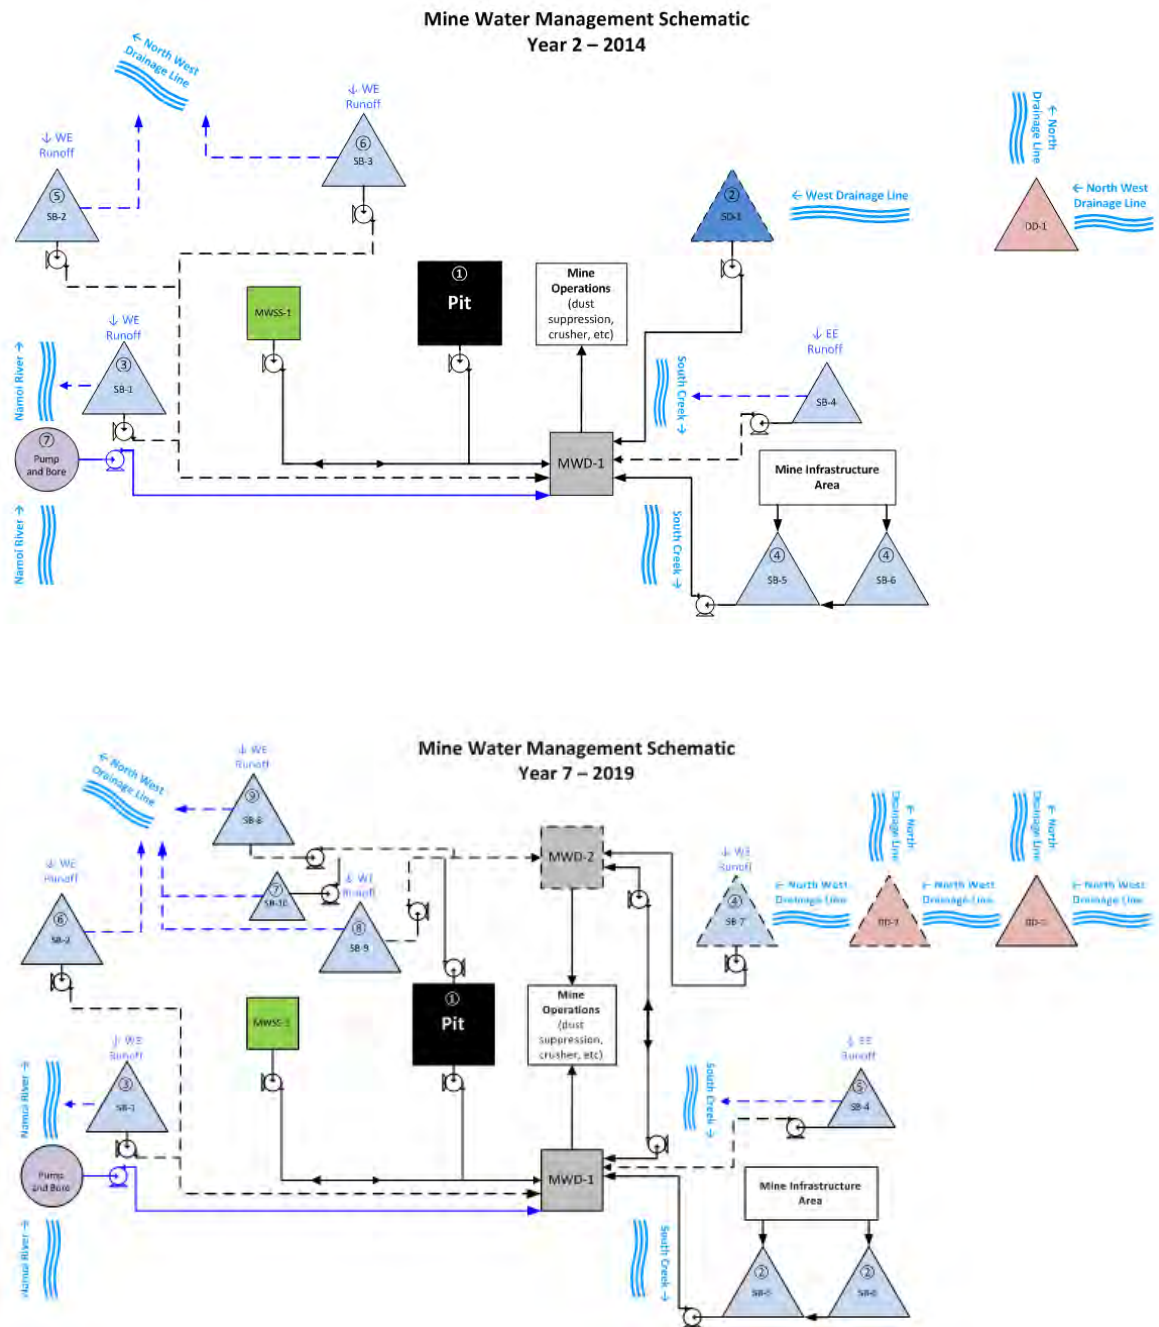 Mine Water Management Schematic
Year 2 – 2014
← North West
Drainage Line
↓ WE
Runoff
⑥
SB-3
↓ WE
Runoff
⑤
SB-2
②
SD-1
← West Drainage Line
← North
Drainage Line
← North West
Drainage Line
DD-1
①
Pit
Mine
Operations
(dust
suppression,
crusher, etc)
MWSS-1
↓ WE
Runoff
③
SB-1
Namoi River →
↓ EE
Runoff
SB-4
South Creek →
⑦
Pump
and Bore
MWD-1
Mine Infrastructure
Area
Namoi River →
South Creek →
④
SB-5
④
SB-6
Mine Water Management Schematic
Year 7 – 2019
← North West
Drainage Line
↓ WE
Runoff
⑨
SB-8
MWD-2
← North
Drainage Line
← North
Drainage Line
↓ WE
Runoff
⑥
SB-2
⑦
SB-10
Runoff
⑧
SB-9
↓ WE
Runoff
④
SB-7
← North West
Drainage Line
← North West
Drainage Line
← North West
Drainage Line
①
Pit
Mine
Operations
(dust
suppression,
crusher, etc)
↓ WE
Runoff
③
SB-1
Namoi River →
↓ EE
Runoff
⑤
SB-4
South Creek →
Pump
and Bore
MWD-1
Mine Infrastructure
Area
Namoi River →
South Creek →
②
SB-5
②
SB-6